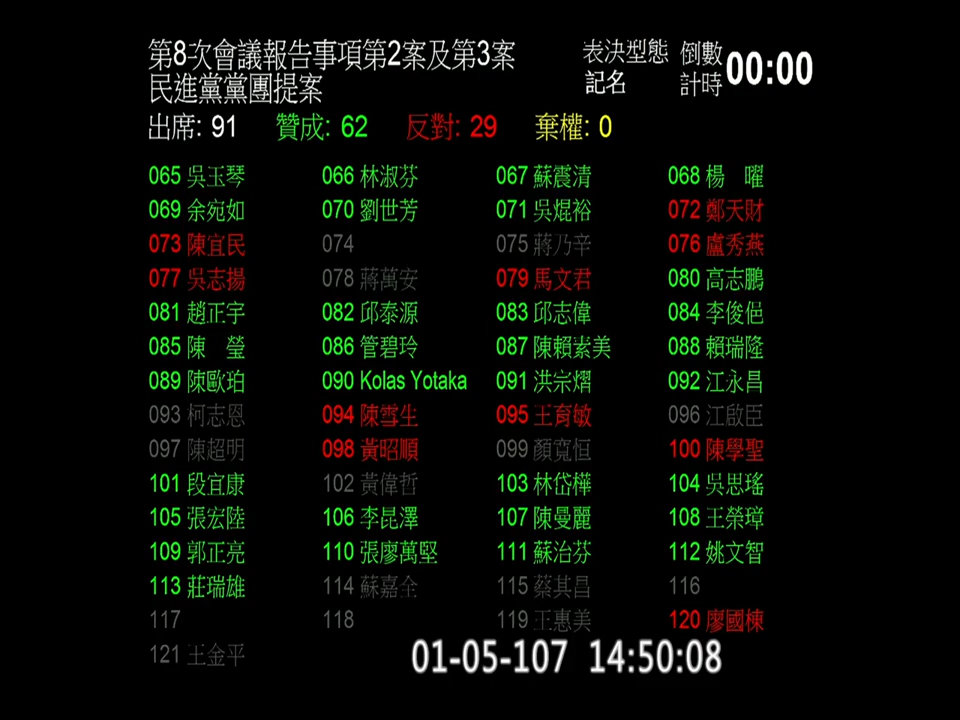 第8次會議報告事項第2案及第3案 表決型態 倒數 00:00
民進黨黨團提案 記名 計時
出席: 91 贊成: 62 反對: 29 棄權: 0
065 吳玉琴 066 林淑芬 067 蘇震清 068 楊 曜
069 余宛如 070 劉世芳 071 吳焜裕 072 鄭天財
073 陳宜民 074 075 蔣乃辛 076 盧秀燕
077 吳志揚 078 蔣萬安 079 馬文君 080 高志鵬
081 趙正宇 082 邱泰源 083 邱志偉 084 李俊俋
085 陳 瑩 086 管碧玲 087 陳賴素美 088 賴瑞隆
089 陳歐珀 090 Kolas Yotaka 091 洪宗熠 092 江永昌
093 柯志恩 094 陳雪生 095 王育敏 096 江啟臣
097 陳超明 098 黃昭順 099 顏寬恒 100 陳學聖
101 段宜康 102 黃偉哲 103 林岱樺 104 吳思瑤
105 張宏陸 106 李昆澤 107 陳曼麗 108 王榮璋
109 郭正亮 110 張廖萬堅 111 蘇治芬 112 姚文智
113 莊瑞雄 114 蘇嘉全 115 蔡其昌 116
117 118 119 王惠美 120 廖國棟
121 王金平
01-05-107 14:50:08